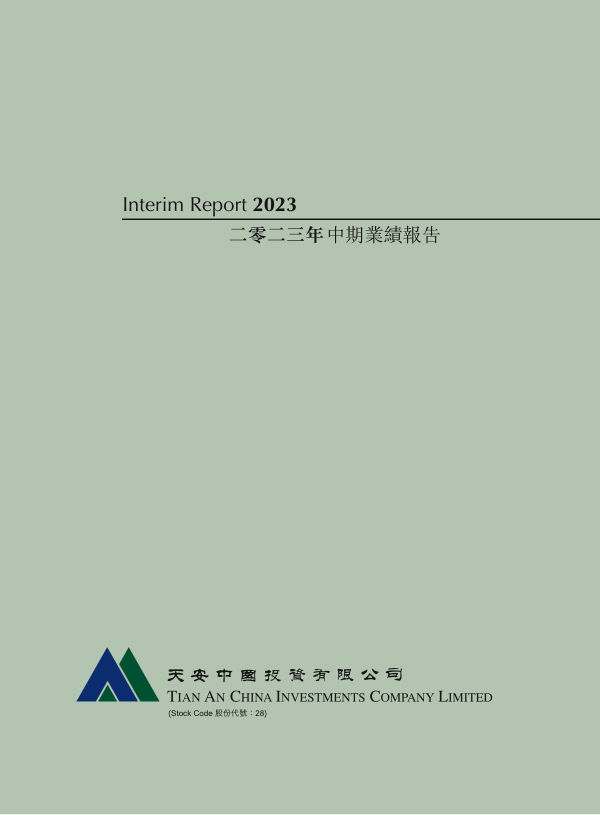 Interim Report 2023
二零二三年中期業績報告
天安中國投資有限公司
TIAN AN CHINA INVESTMENTS COMPANY LIMITED
(Stock Code 股份代號：28)